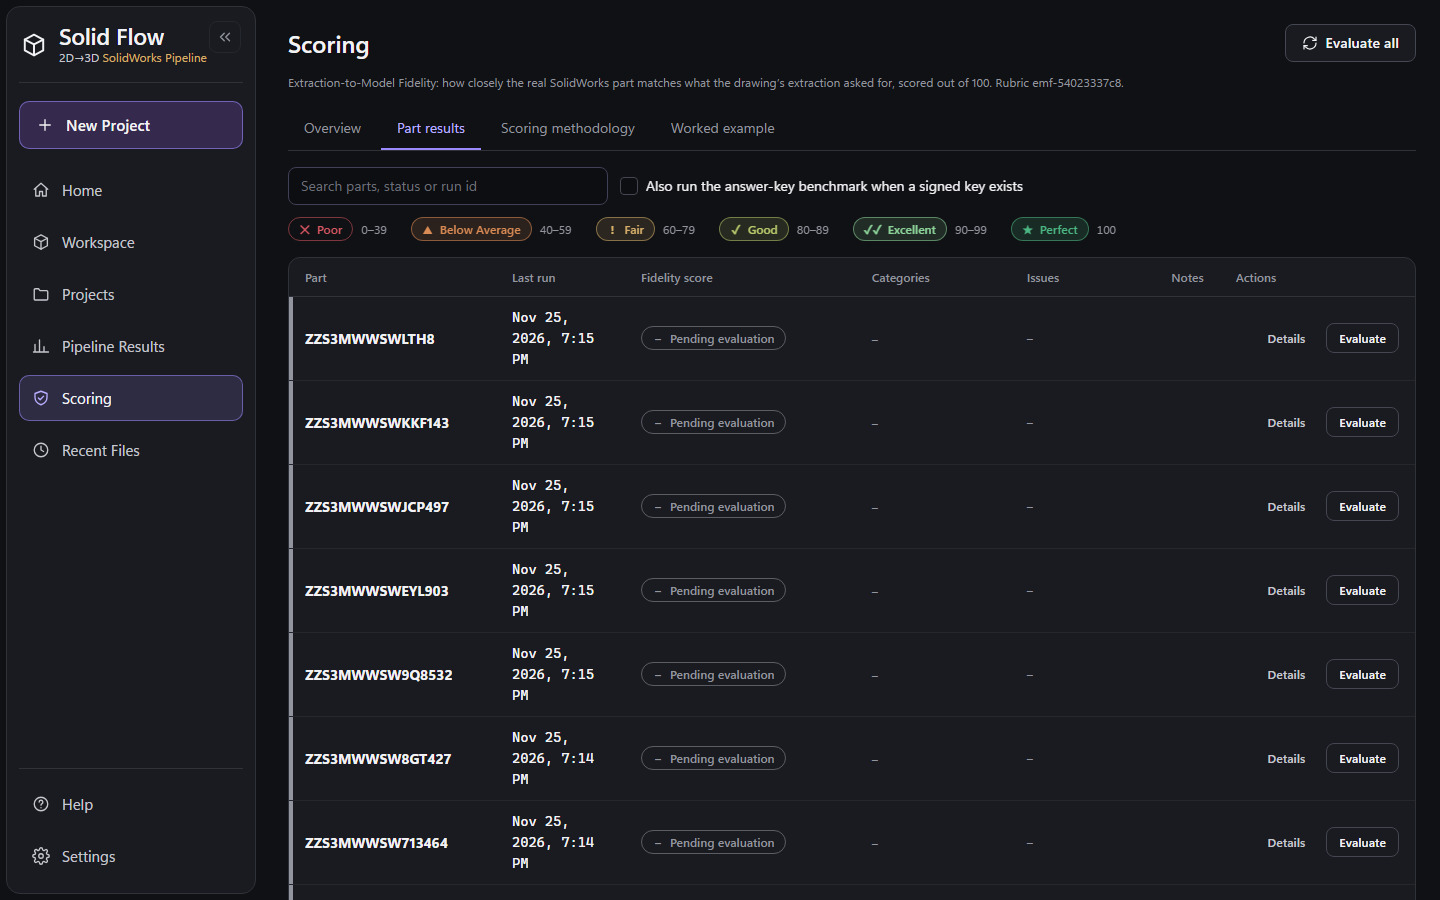 Solid Flow
2D→3D SolidWorks Pipeline
New Project
Home
Workspace
Projects
Pipeline Results
Scoring
Recent Files
Help
Settings
Scoring
Evaluate all
Extraction-to-Model Fidelity: how closely the real SolidWorks part matches what the drawing's extraction asked for, scored out of 100. Rubric emf-54023337c8.
Overview Part results Scoring methodology Worked example
Search parts, status or run id
Also run the answer-key benchmark when a signed key exists
Poor 0–39 Below Average 40–59 ! Fair 60–79 Good 80–89 Excellent 90–99 Perfect 100
Part Last run Fidelity score Categories Issues Notes Actions
ZZS3MWWSWLTH8
Nov 25,
2026, 7:15
PM
– Pending evaluation – – Details Evaluate
ZZS3MWWSWKKF143
Nov 25,
2026, 7:15
PM
– Pending evaluation – – Details Evaluate
ZZS3MWWSWJCP497
Nov 25,
2026, 7:15
PM
– Pending evaluation – – Details Evaluate
ZZS3MWWSWEYL903
Nov 25,
2026, 7:15
PM
– Pending evaluation – – Details Evaluate
ZZS3MWWSW9Q8532
Nov 25,
2026, 7:15
PM
– Pending evaluation – – Details Evaluate
ZZS3MWWSW8GT427
Nov 25,
2026, 7:14
PM
– Pending evaluation – – Details Evaluate
ZZS3MWWSW713464
Nov 25,
2026, 7:14
PM
– Pending evaluation – – Details Evaluate